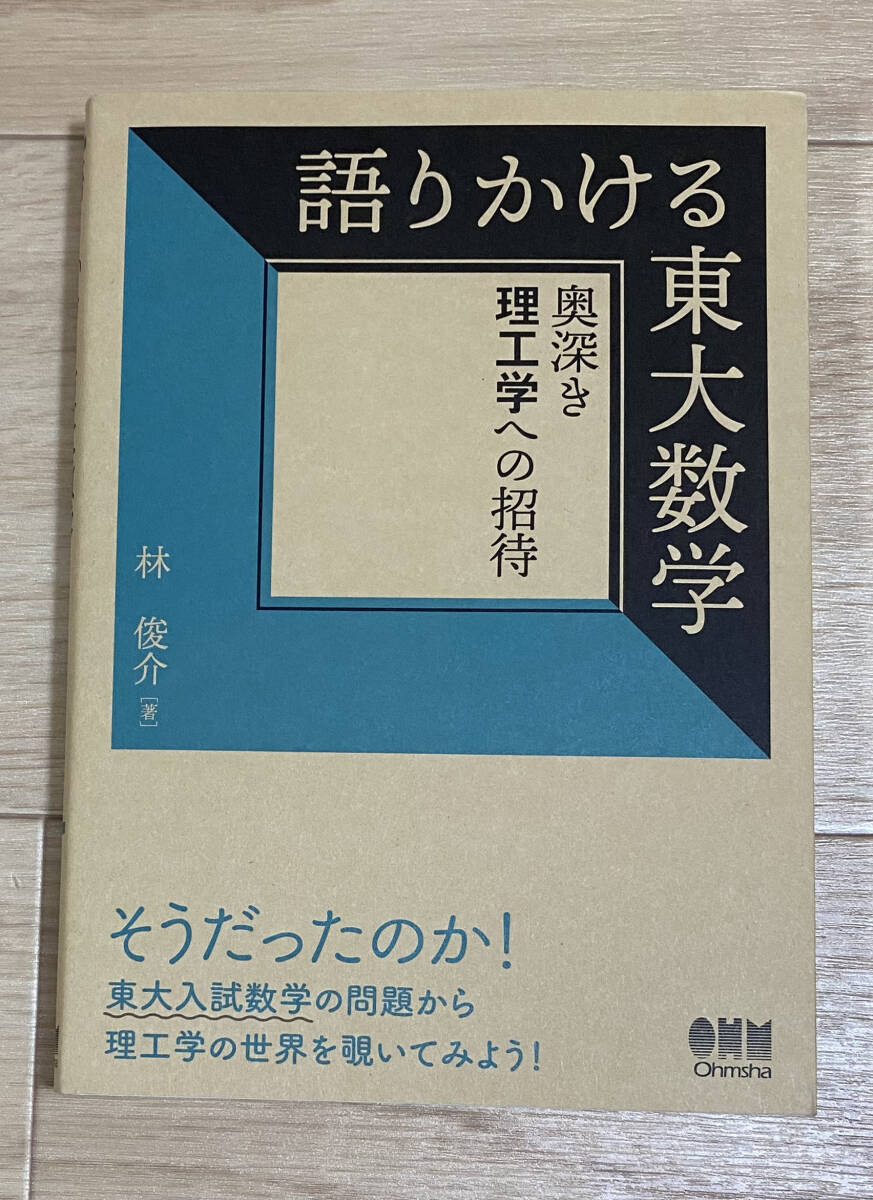 語りかける
東大数学
奥深き
理工学への招待
林 俊介[著]
そうだったのか!
東大入試数学の問題から
理工学の世界を覗いてみよう!
OHM
Ohmsha